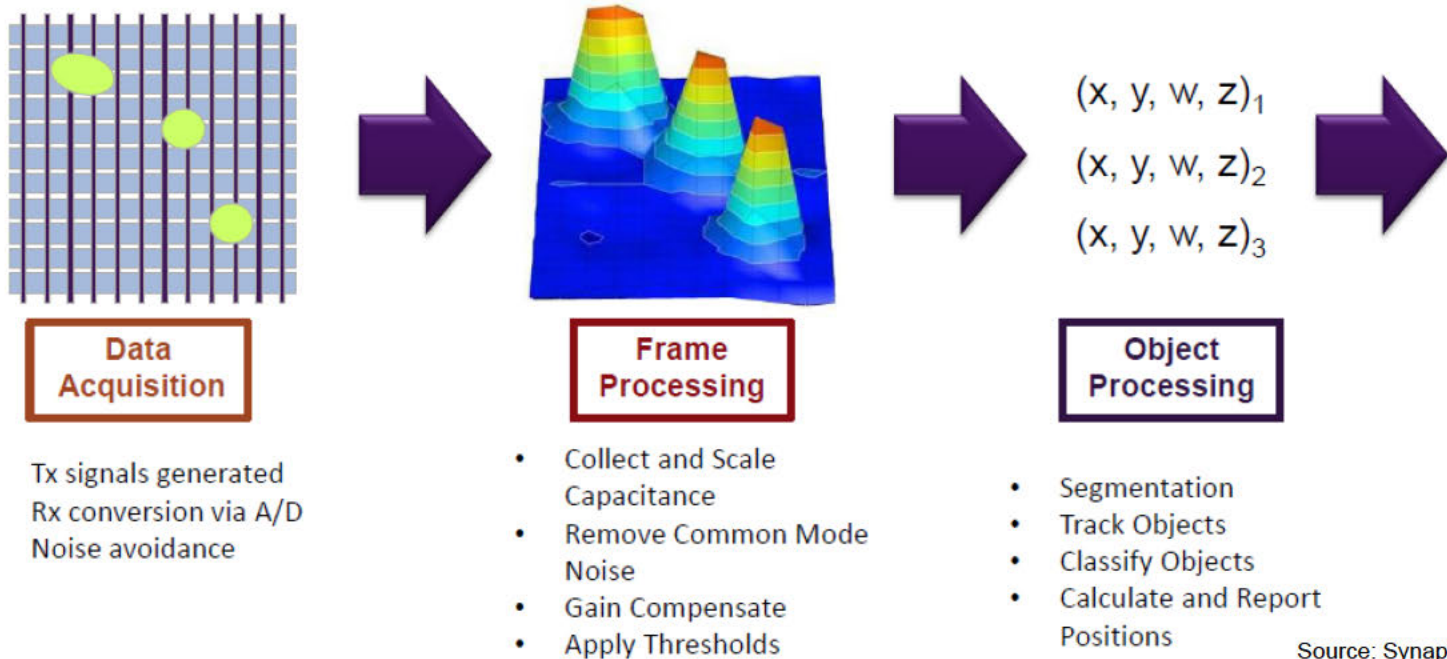 (x, y, w, z)1
(x, y, w, z)2
(x, y, w, z)3
Data
Acquisition
Tx signals generated
Rx conversion via A/D
Noise avoidance
Frame
Processing
• Collect and Scale
Capacitance
• Remove Common Mode
Noise
• Gain Compensate
• Apply Thresholds
Object
Processing
• Segmentation
• Track Objects
• Classify Objects
• Calculate and Report
Positions
Source: Synap